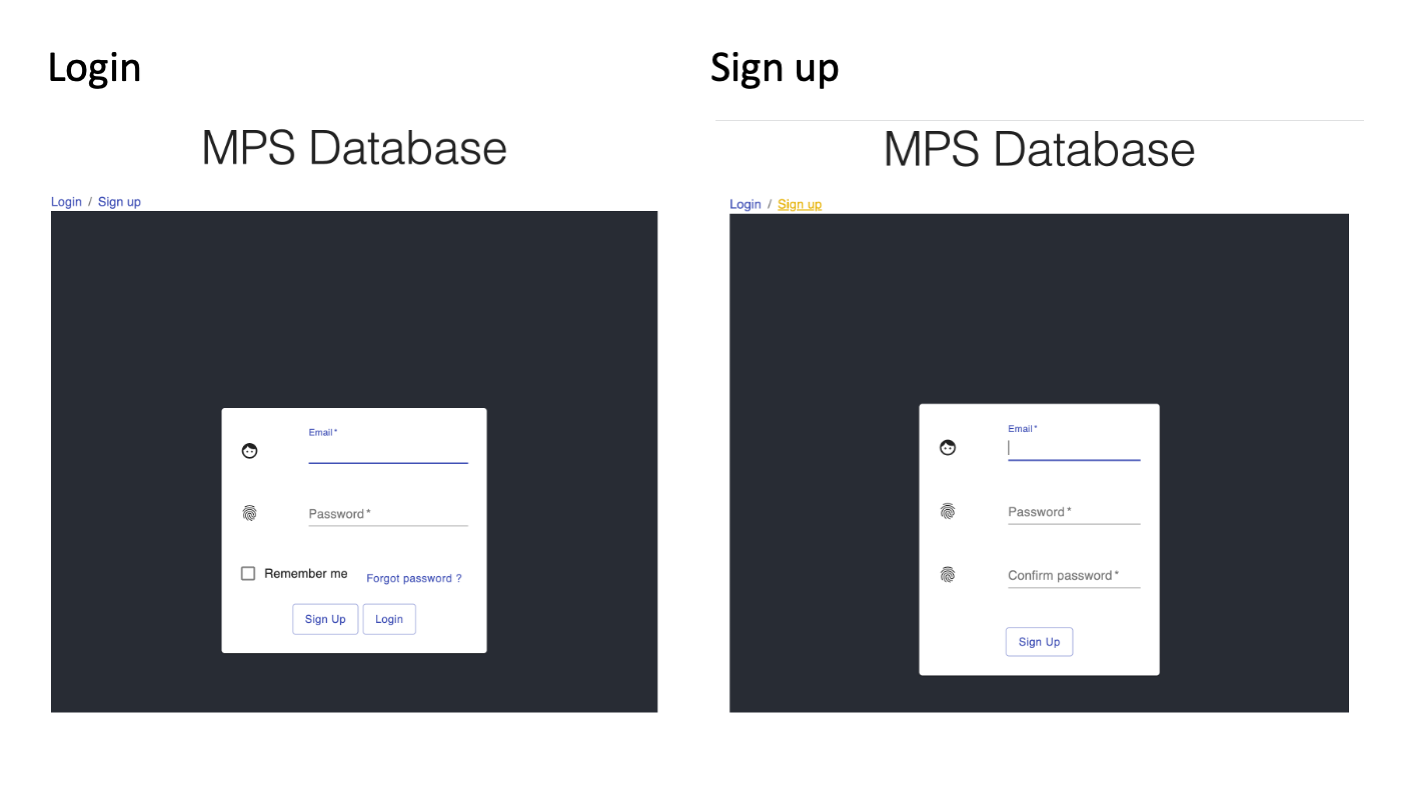 Login
MPS Database
Login / Sign up
Email *
Password *
Remember me
Forgot password ?
Sign Up
Login
Sign up
MPS Database
Login / Sign up
Email *
Password *
Confirm password *
Sign Up